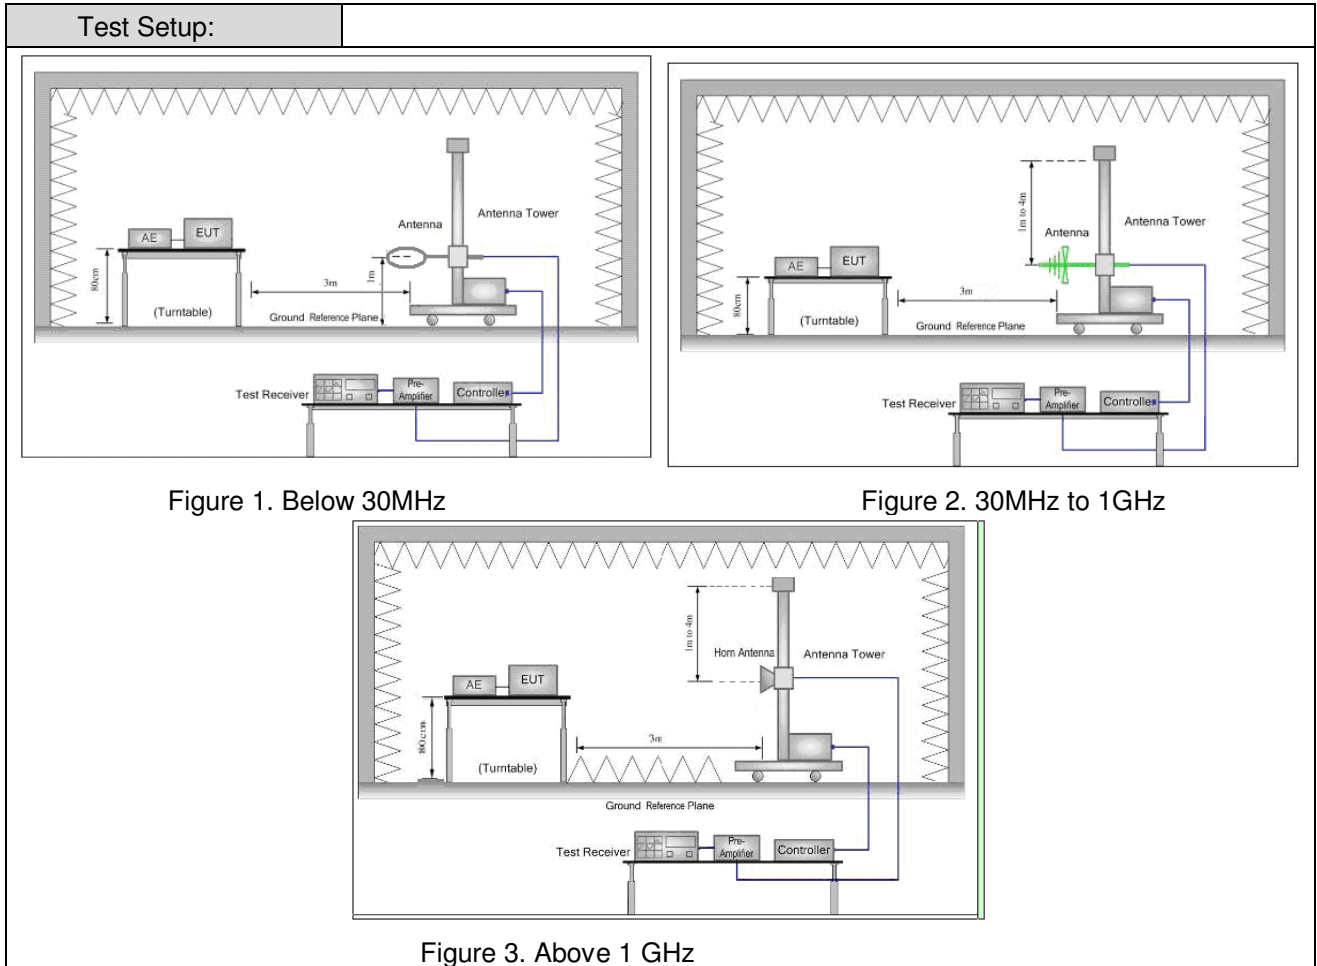 Test Setup:
Antenna
Antenna Tower
AE
EUT
80cm
(Turntable)
3m
1m
Ground Reference Plane
Test Receiver
Pre-
Amplifier
Controller
Figure 1. Below 30MHz
1m to 4m
Antenna
Antenna Tower
AE
EUT
80cm
(Turntable)
3m
Ground Reference Plane
Test Receiver
Pre-
Amplifier
Controller
Figure 2. 30MHz to 1GHz
1m to 4m
Horn Antenna
Antenna Tower
AE
EUT
80cm
(Turntable)
3m
Ground Reference Plane
Test Receiver
Pre-
Amplifier
Controller
Figure 3. Above 1 GHz